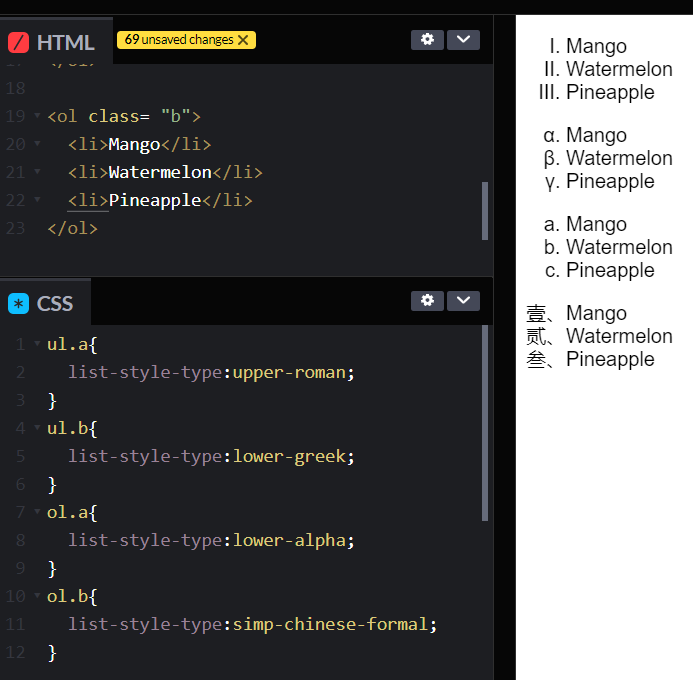 HTML
69 unsaved changes X
18
19 <ol class= "b">
20 <li>Mango</li>
21 <li>Watermelon</li>
22 <li>Pineapple</li>
23 </ol>
CSS
1 ul.a{
2 list-style-type:upper-roman;
3 }
4 ul.b{
5 list-style-type:lower-greek;
6 }
7 ol.a{
8 list-style-type:lower-alpha;
9 }
10 ol.b{
11 list-style-type:simp-chinese-formal;
12 }
I. Mango
II. Watermelon
III. Pineapple
α. Mango
β. Watermelon
γ. Pineapple
a. Mango
b. Watermelon
c. Pineapple
壹、Mango
贰、Watermelon
叁、Pineapple